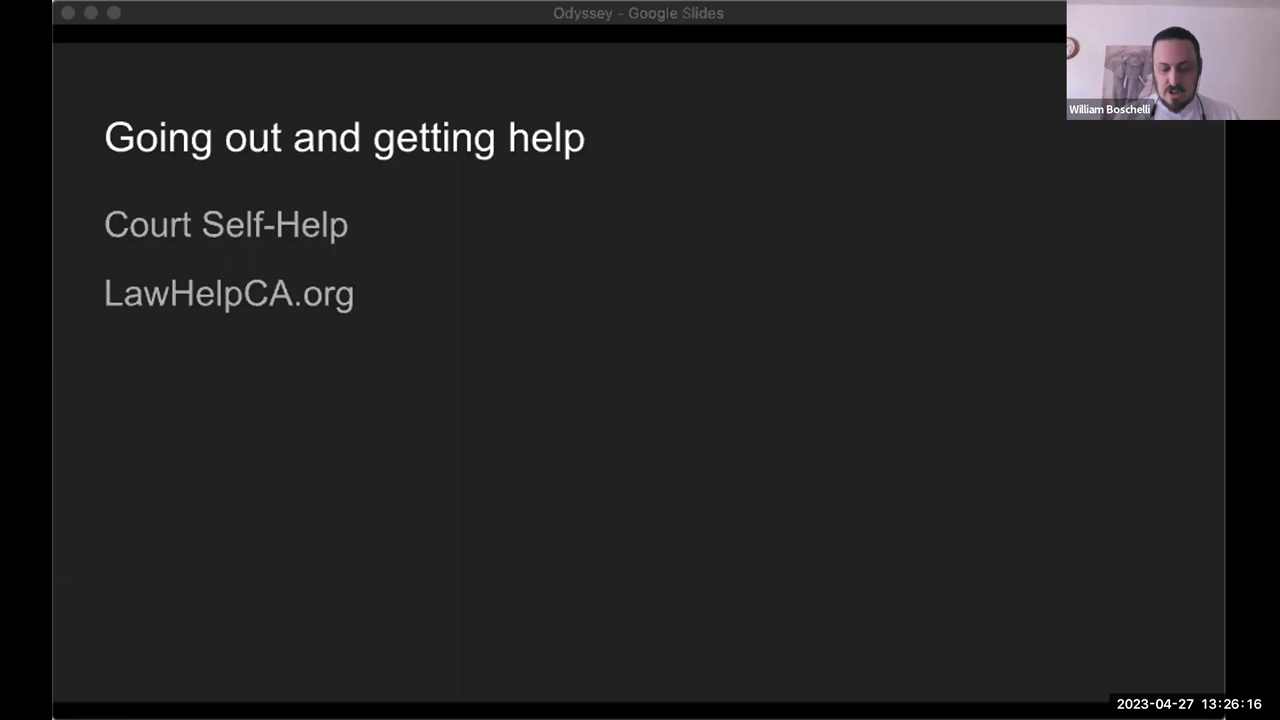 Odyssey - Google Slides
William Boschelli
Going out and getting help
Court Self-Help
LawHelpCA.org
2023-04-27 13:26:16